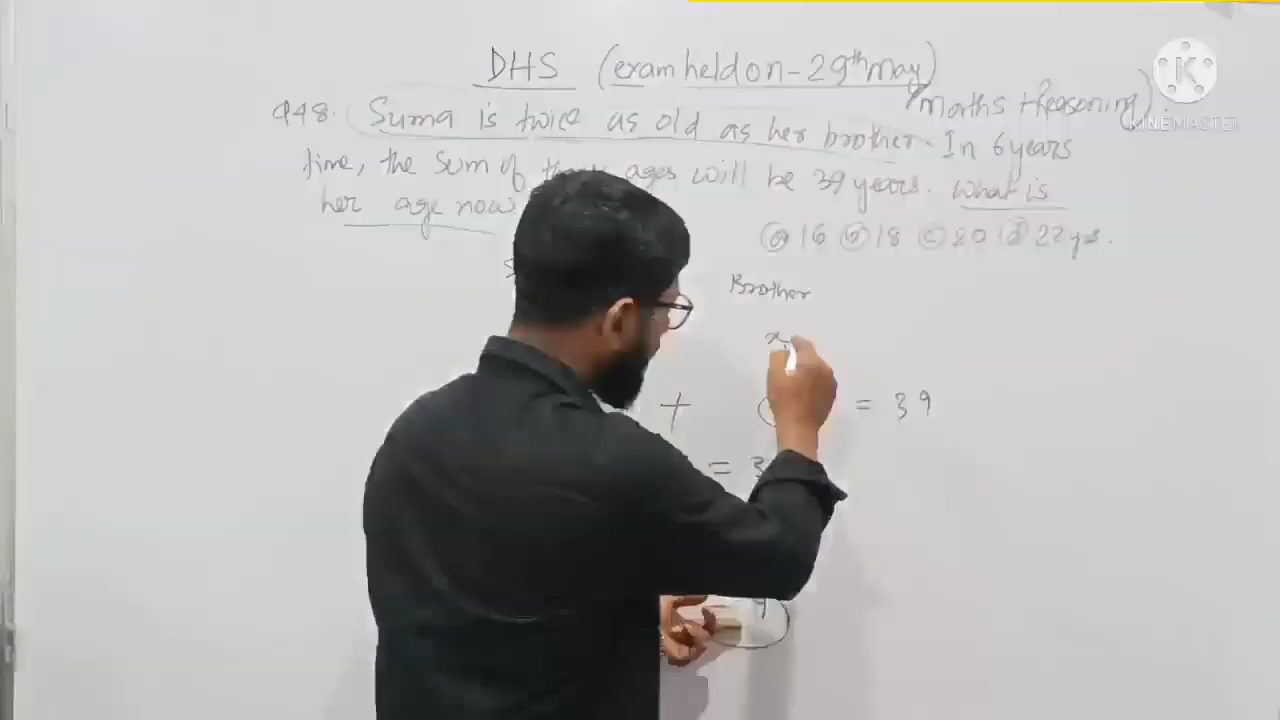 DHS (exam held on - 29th may)
(Maths + Reasoning).
Q48. Suma is twice as old as her brother. In 6 years
time, the sum of ages will be 39 years. What is
her age now
(a) 16 (b) 18 (c) 20 (d) 22 yrs.
S
Brother
x
+ ( = 39
= 3
9
K
KINEMASTER